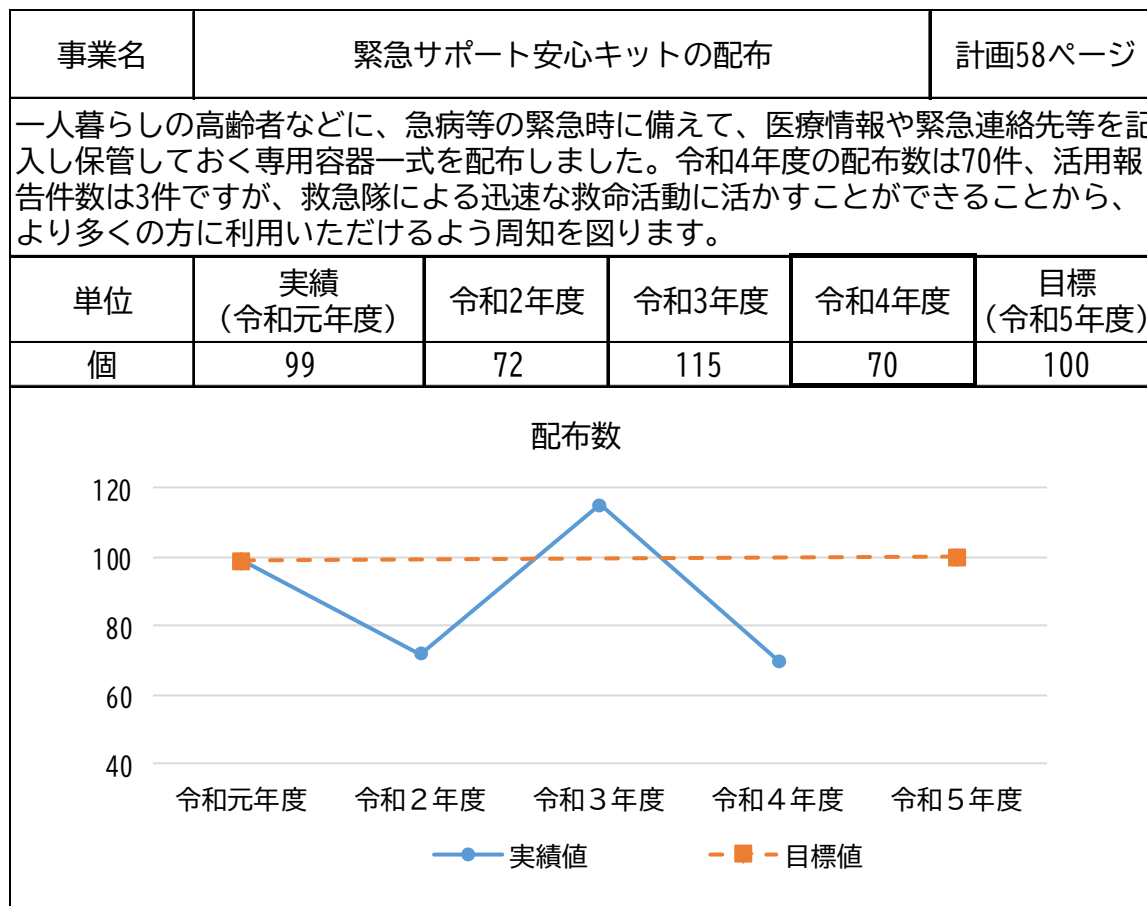 事業名 緊急サポート安心キットの配布 計画58ページ
一人暮らしの高齢者などに、急病等の緊急時に備えて、医療情報や緊急連絡先等を記
入し保管しておく専用容器一式を配布しました。令和4年度の配布数は70件、活用報
告件数は3件ですが、救急隊による迅速な救命活動に活かすことができることから、
より多くの方に利用いただけるよう周知を図ります。
単位 実績（令和元年度） 令和2年度 令和3年度 令和4年度 目標（令和5年度）
個 99 72 115 70 100
配布数
120
100
80
60
40
令和元年度 令和２年度 令和３年度 令和４年度 令和５年度
実績値 目標値